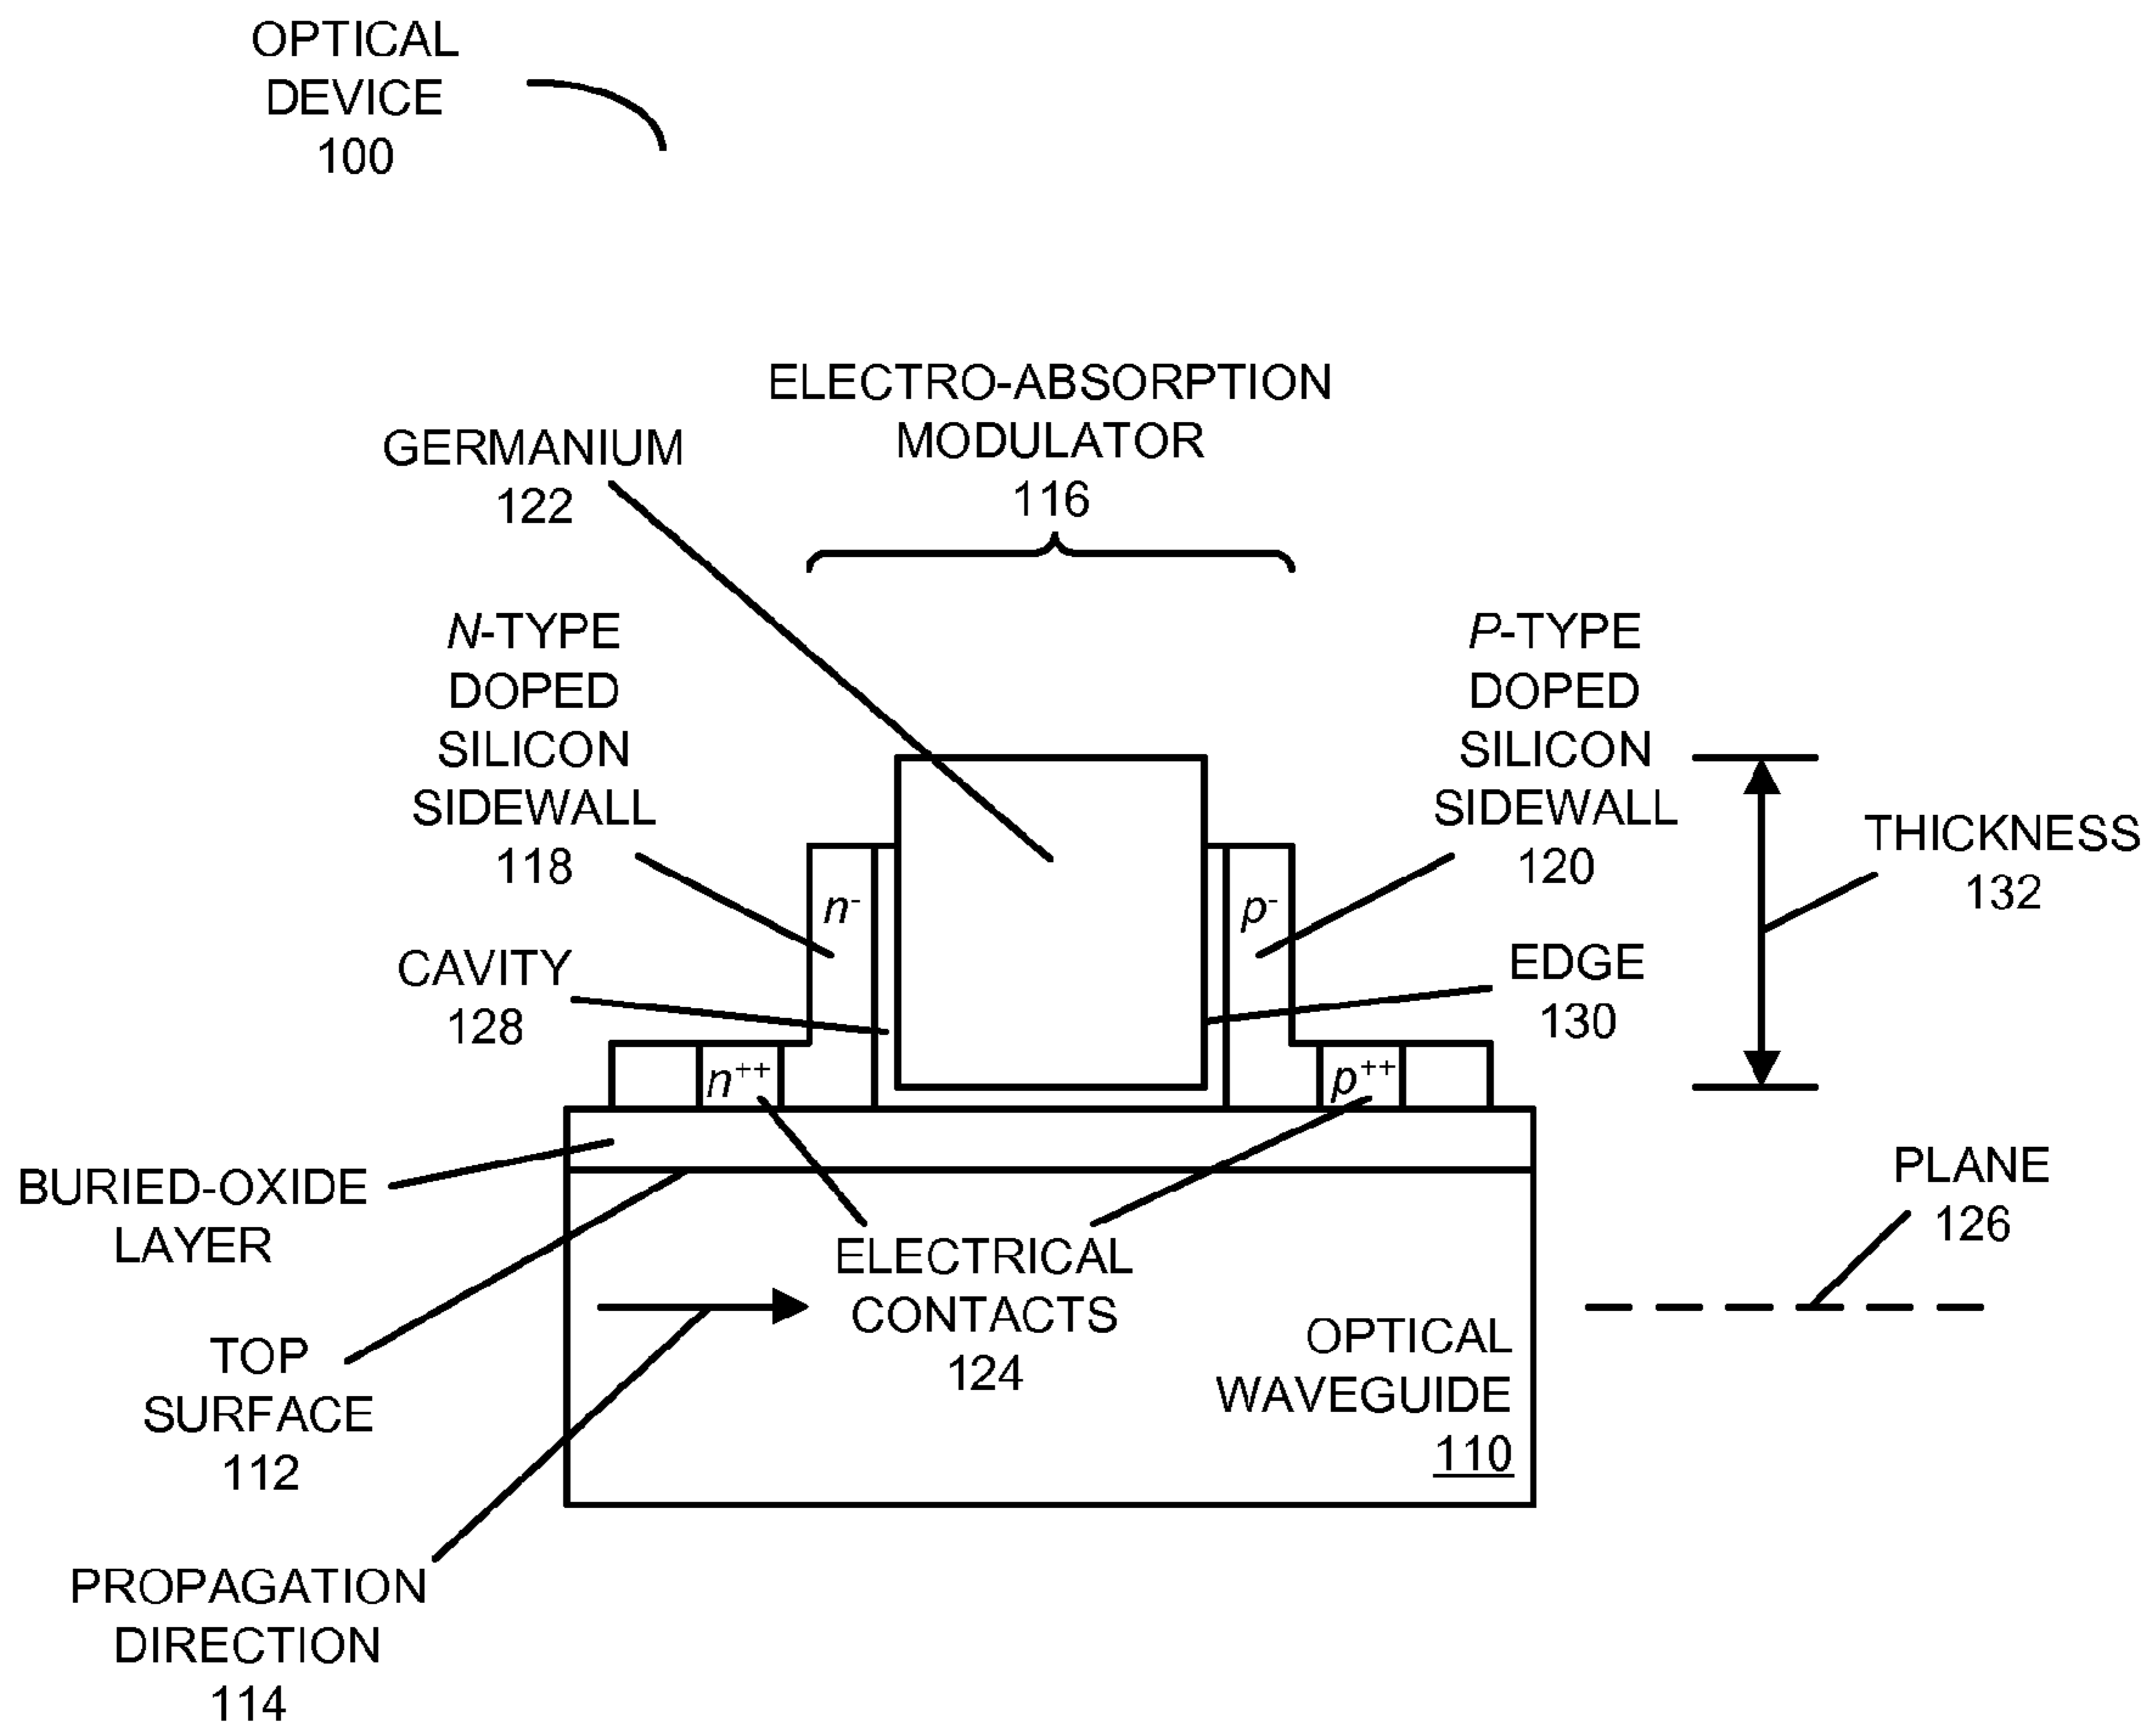 OPTICAL
DEVICE
100
ELECTRO-ABSORPTION
MODULATOR
116
GERMANIUM
122
N-TYPE
DOPED
SILICON
SIDEWALL
118
P-TYPE
DOPED
SILICON
SIDEWALL
120
THICKNESS
132
n-
p-
CAVITY
128
EDGE
130
n++
p++
BURIED-OXIDE
LAYER
PLANE
126
ELECTRICAL
CONTACTS
124
TOP
SURFACE
112
OPTICAL
WAVEGUIDE
110
PROPAGATION
DIRECTION
114